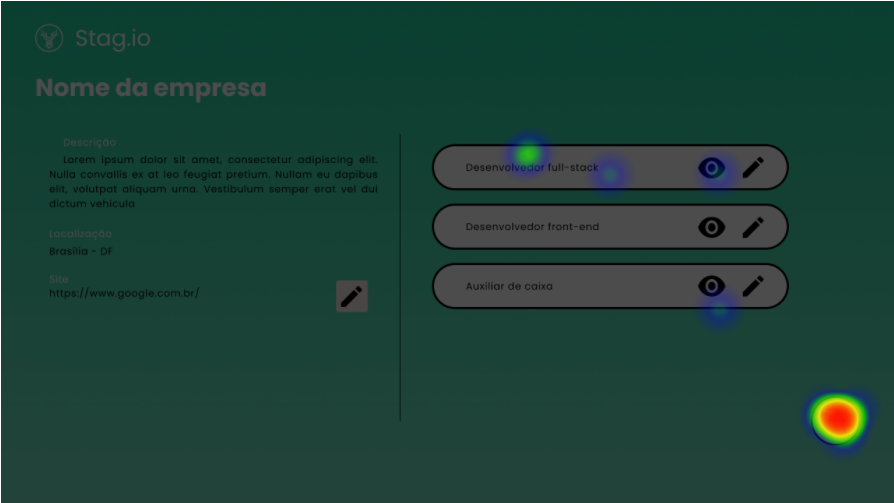 Stag.io
Nome da empresa
Descrição
Lorem ipsum dolor sit amet, consectetur adipiscing elit.
Nulla convallis ex at leo feugiat pretium. Nullam eu dapibus
elit, volutpat aliquam urna. Vestibulum semper erat vel dui
dictum vehicula
Localização
Brasília - DF
Site
https://www.google.com.br/
Desenvolvedor full-stack
Desenvolvedor front-end
Auxiliar de caixa